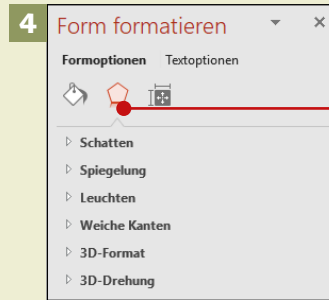 4
Form formatieren
Formoptionen Textoptionen
Schatten
Spiegelung
Leuchten
Weiche Kanten
3D-Format
3D-Drehung